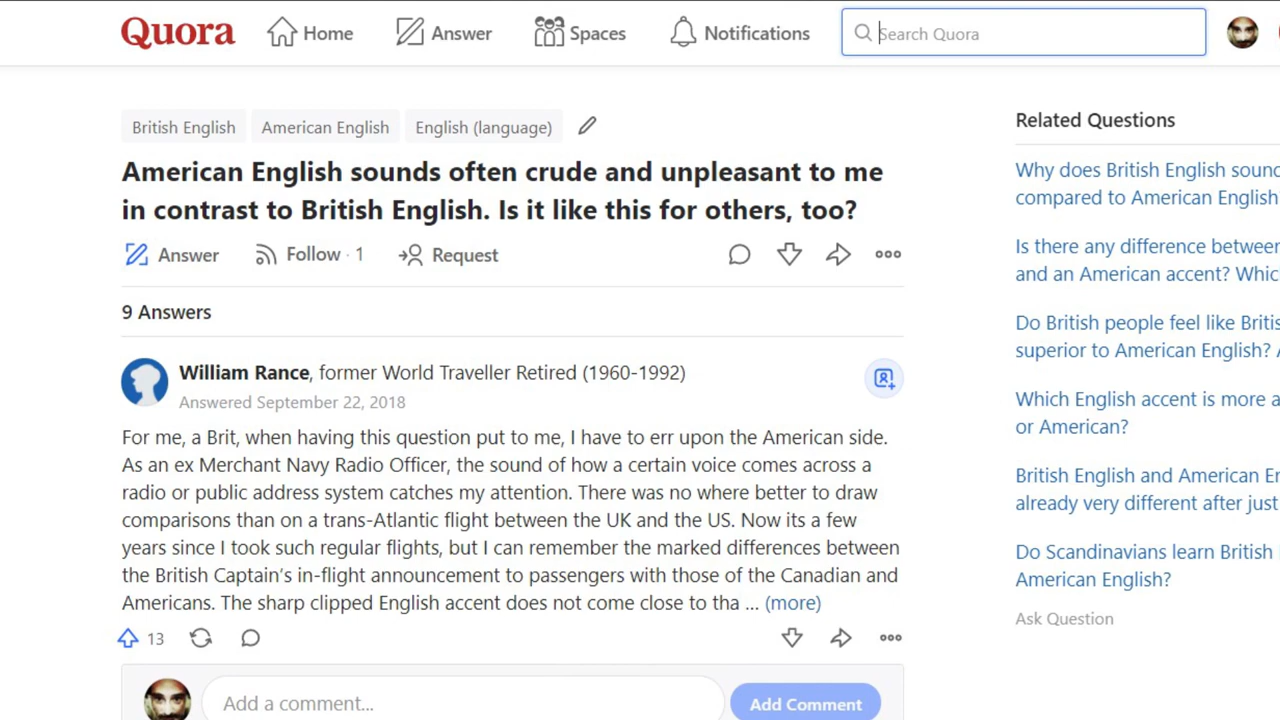 Quora
Home
Answer
Spaces
Notifications
Search Quora
British English
American English
English (language)
American English sounds often crude and unpleasant to me
in contrast to British English. Is it like this for others, too?
Answer
Follow · 1
Request
9 Answers
William Rance, former World Traveller Retired (1960-1992)
Answered September 22, 2018
For me, a Brit, when having this question put to me, I have to err upon the American side.
As an ex Merchant Navy Radio Officer, the sound of how a certain voice comes across a
radio or public address system catches my attention. There was no where better to draw
comparisons than on a trans-Atlantic flight between the UK and the US. Now its a few
years since I took such regular flights, but I can remember the marked differences between
the British Captain's in-flight announcement to passengers with those of the Canadian and
Americans. The sharp clipped English accent does not come close to tha ... (more)
13
Add a comment...
Add Comment
Related Questions
Why does British English sound
compared to American English
Is there any difference between
and an American accent? Whic
Do British people feel like Britis
superior to American English? A
Which English accent is more a
or American?
British English and American En
already very different after just
Do Scandinavians learn British
American English?
Ask Question